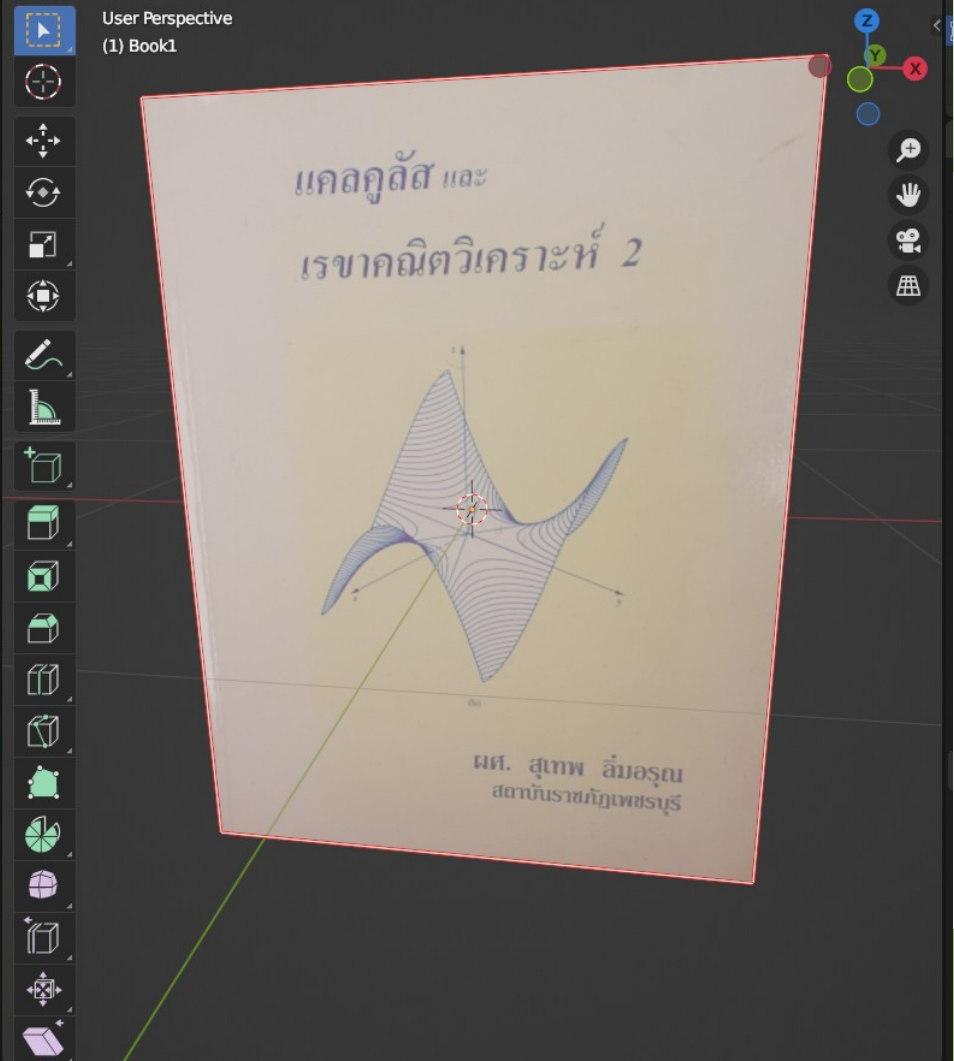 User Perspective
(1) Book1
Z
Y
X
แคลคูลัส และ
เรขาคณิตวิเคราะห์ 2
z
x
y
ผศ. สุเทพ ลิ่มอรุณ
สถาบันราชภัฏเพชรบุรี